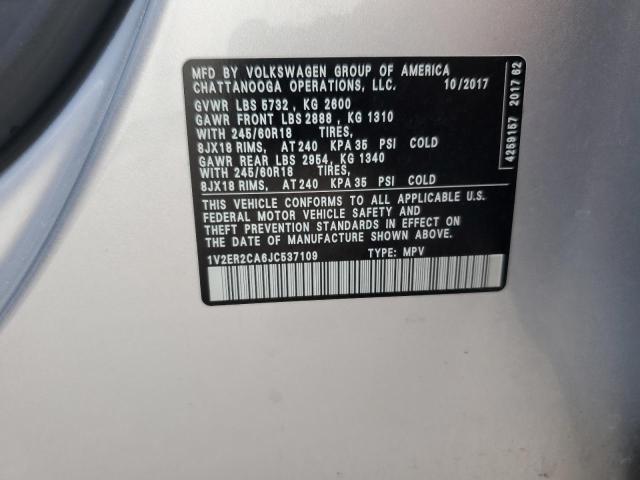 MFD BY VOLKSWAGEN GROUP OF AMERICA
CHATTANOOGA OPERATIONS, LLC. 10/2017
GVWR LBS 5732 , KG 2600
GAWR FRONT LBS 2888 , KG 1310
WITH 245/60R18 TIRES,
8JX18 RIMS, AT 240 KPA 35 PSI COLD
GAWR REAR LBS 2954, KG 1340
WITH 245/60R18 TIRES,
8JX18 RIMS, AT 240 KPA 35 PSI COLD
THIS VEHICLE CONFORMS TO ALL APPLICABLE U.S.
FEDERAL MOTOR VEHICLE SAFETY AND
THEFT PREVENTION STANDARDS IN EFFECT ON
THE DATE OF MANUFACTURE SHOWN ABOVE.
1V2ER2CA6JC537109 TYPE: MPV
4259157 2017 62